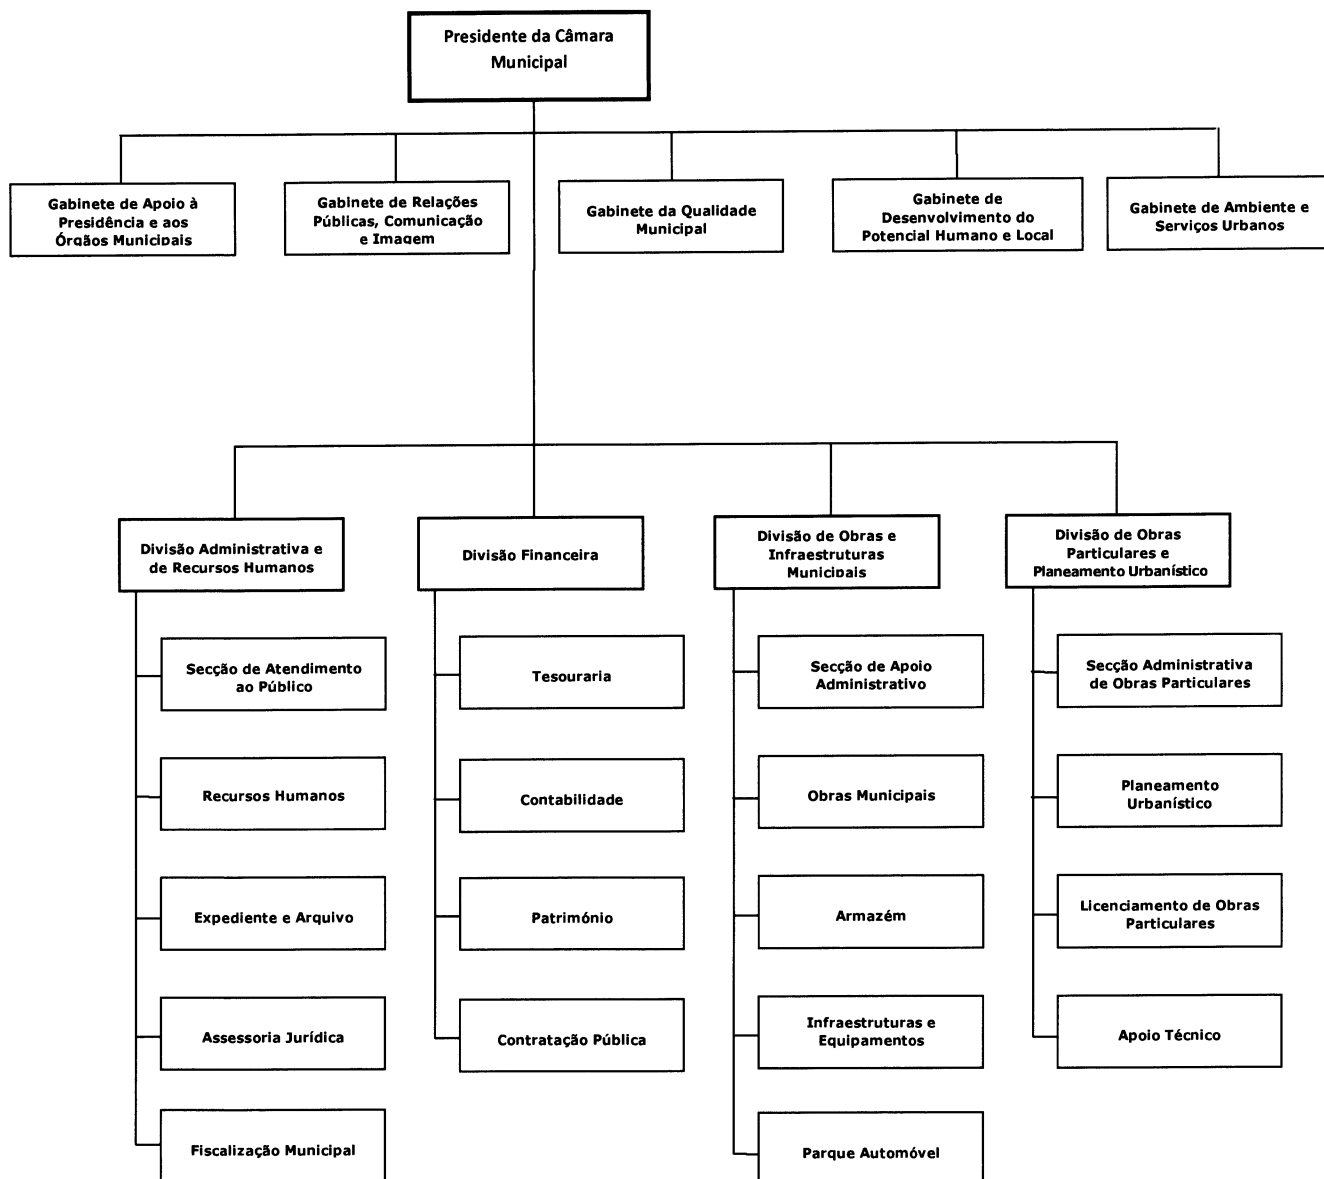 Presidente da Câmara
Municipal
Gabinete de Apoio à
Presidência e aos
Órgãos Municipais
Gabinete de Relações
Públicas, Comunicação
e Imagem
Gabinete da Qualidade
Municipal
Gabinete de
Desenvolvimento do
Potencial Humano e Local
Gabinete de Ambiente e
Serviços Urbanos
Divisão Administrativa e
de Recursos Humanos
Divisão Financeira
Divisão de Obras e
Infraestruturas
Municipais
Divisão de Obras
Particulares e
Planeamento Urbanístico
Secção de Atendimento
ao Público
Tesouraria
Secção de Apoio
Administrativo
Secção Administrativa
de Obras Particulares
Recursos Humanos
Contabilidade
Obras Municipais
Planeamento
Urbanístico
Expediente e Arquivo
Património
Armazém
Licenciamento de Obras
Particulares
Assessoria Jurídica
Contratação Pública
Infraestruturas e
Equipamentos
Apoio Técnico
Fiscalização Municipal
Parque Automóvel